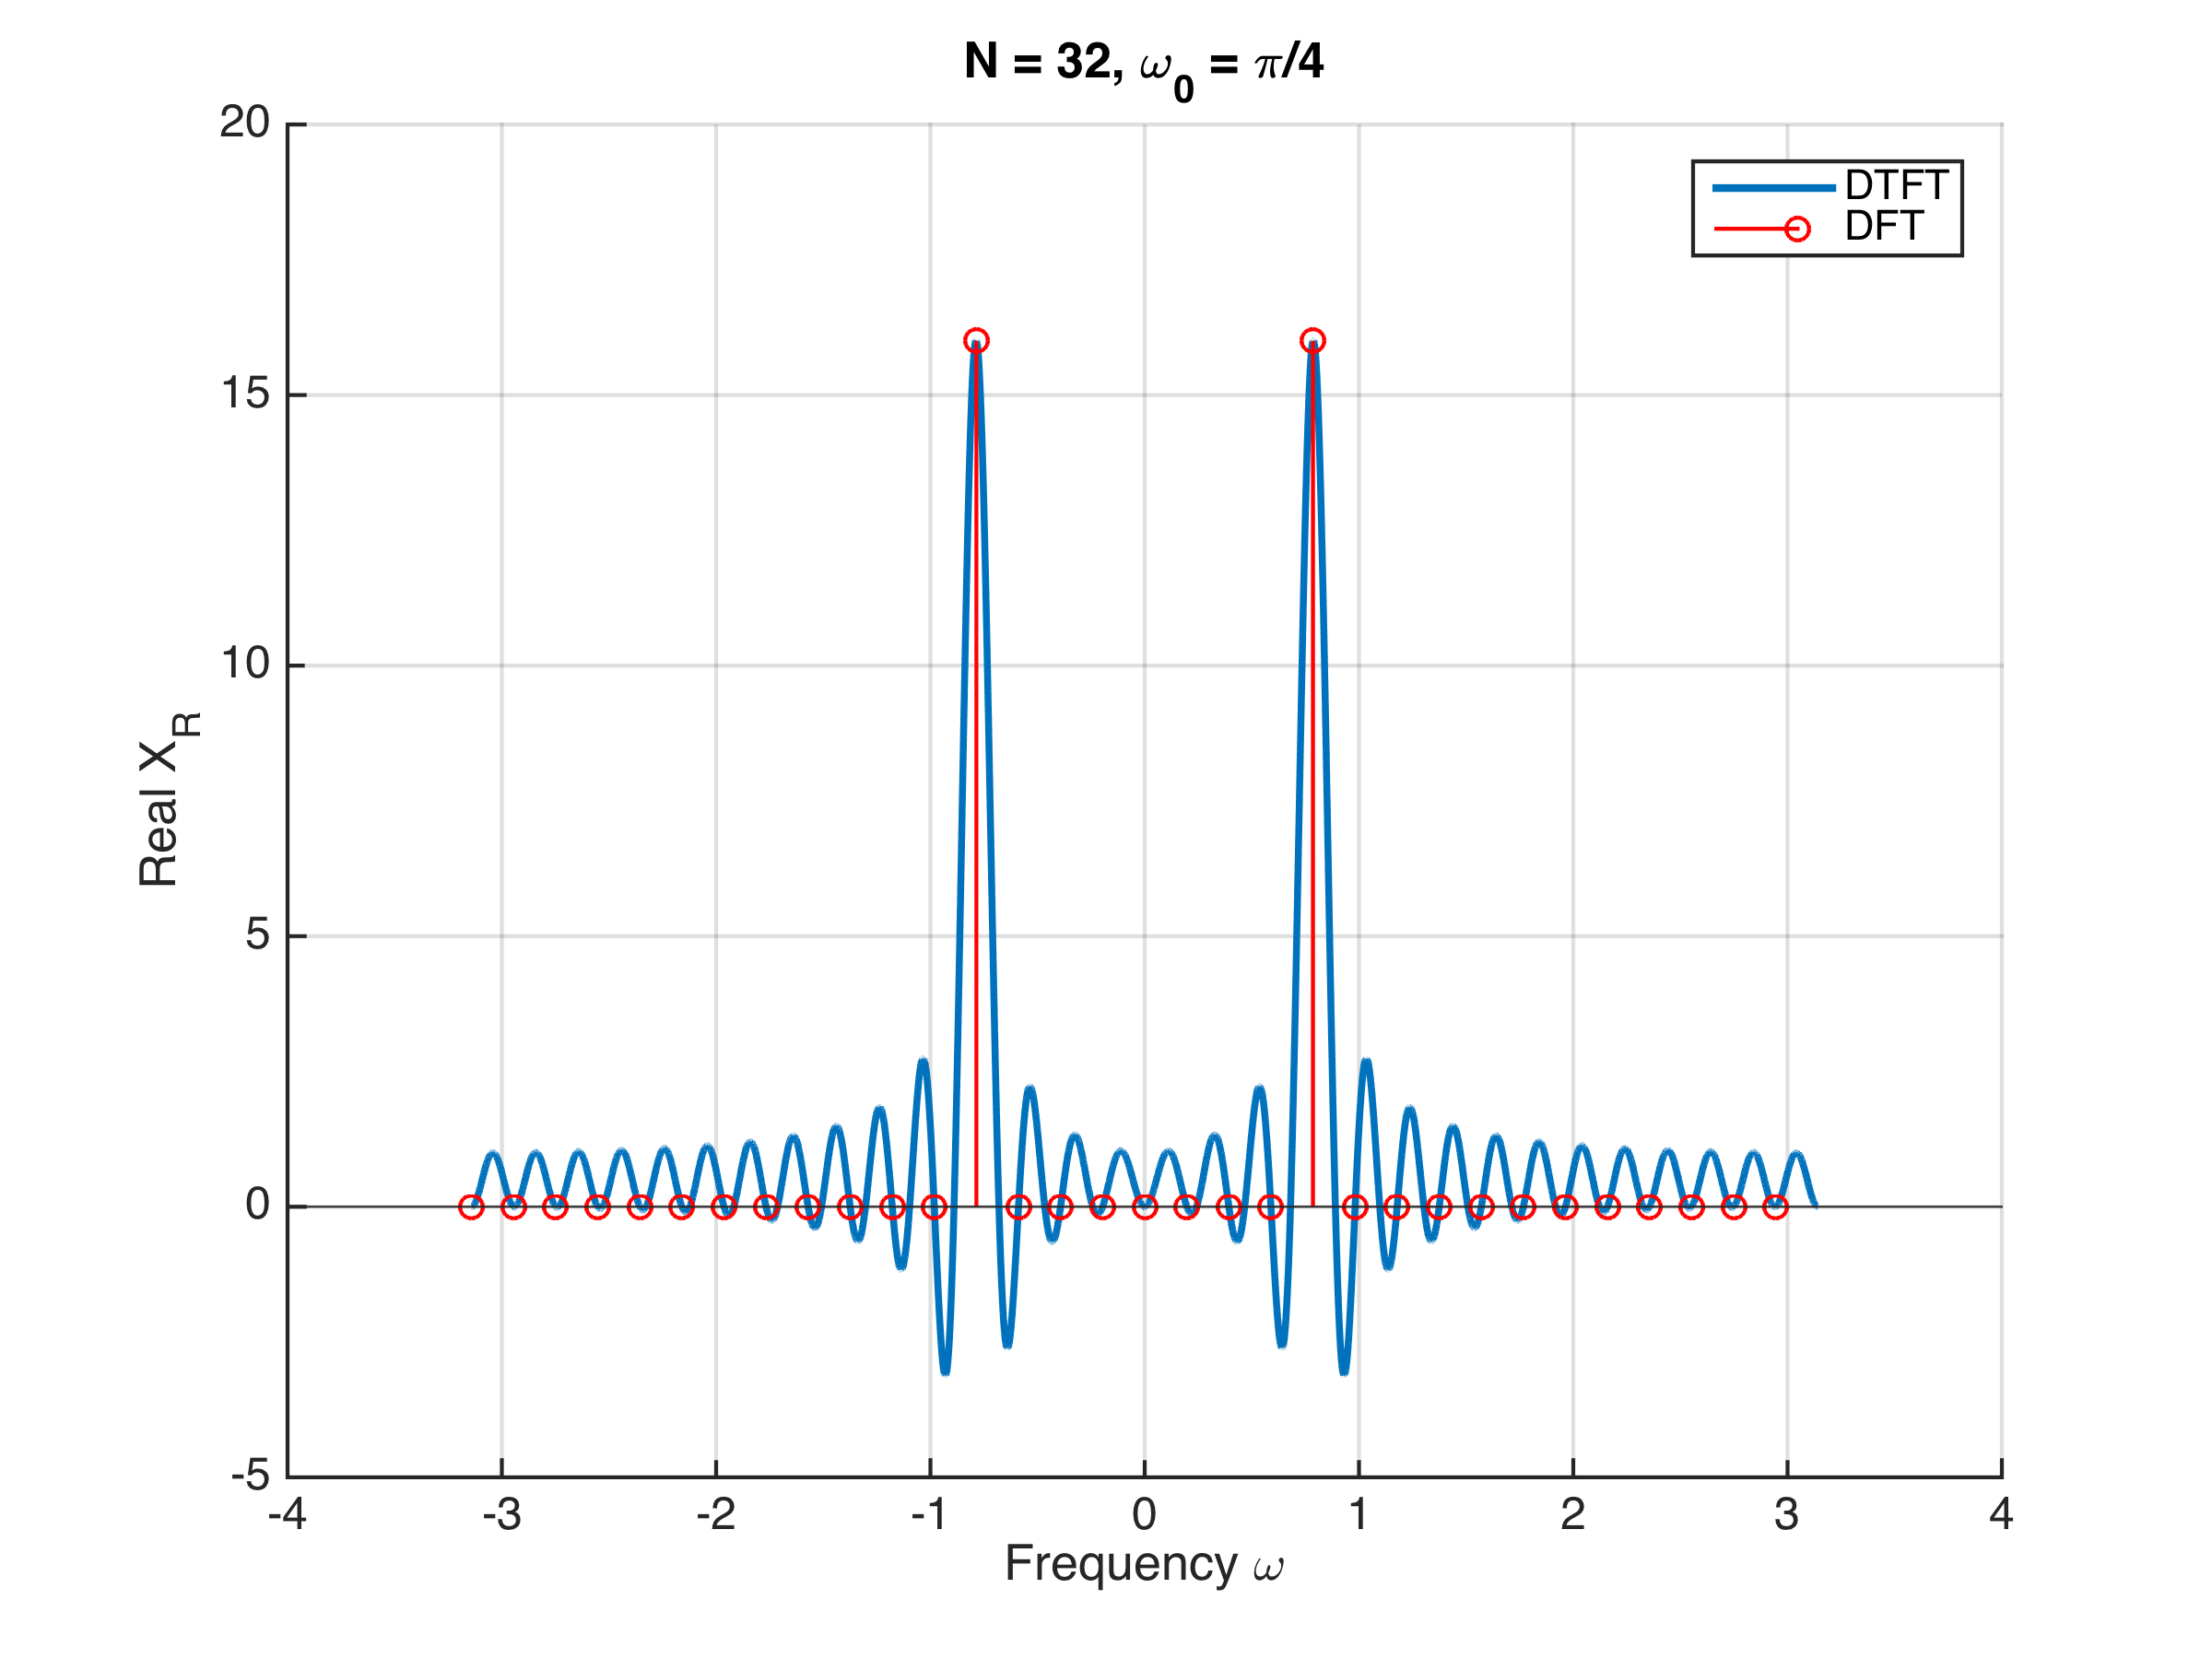 N = 32, ω₀ = π/4
20
15
10
5
0
-5
Real X_R
DTFT
DFT
-4 -3 -2 -1 0 1 2 3 4
Frequency ω